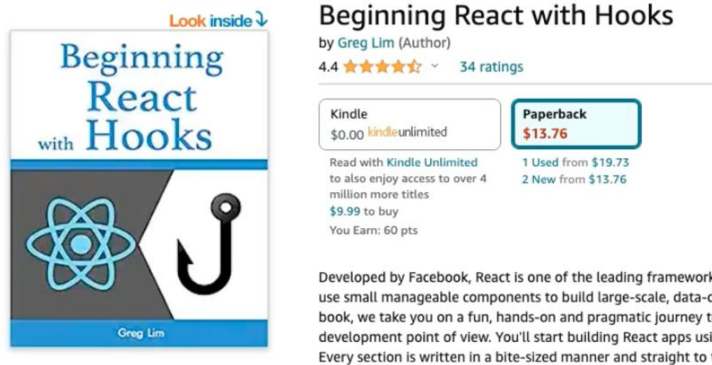 Look inside
Beginning
React
with Hooks
Greg Lim
Beginning React with Hooks
by Greg Lim (Author)
4.4 34 ratings
Kindle
$0.00 kindleunlimited
Read with Kindle Unlimited
to also enjoy access to over 4
million more titles
$9.99 to buy
You Earn: 60 pts
Paperback
$13.76
1 Used from $19.73
2 New from $13.76
Developed by Facebook, React is one of the leading framework
use small manageable components to build large-scale, data-
book, we take you on a fun, hands-on and pragmatic journey
development point of view. You'll start building React apps
Every section is written in a bite-sized manner and straight to